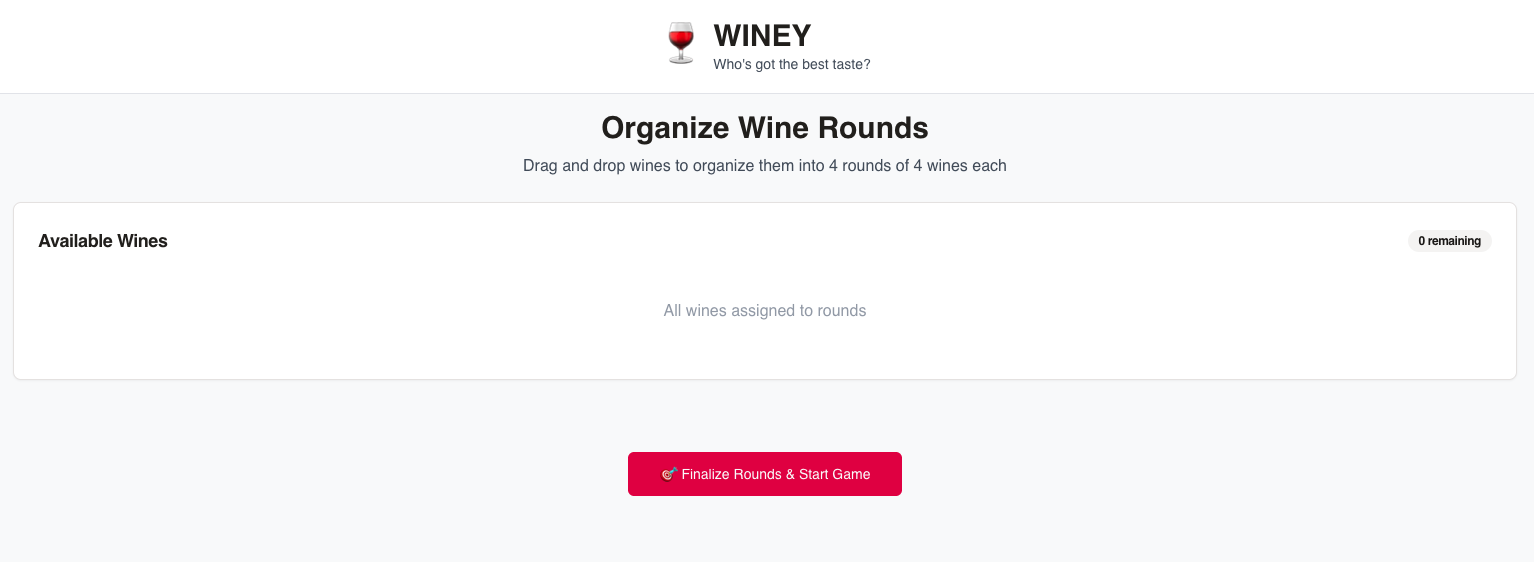 WINEY
Who's got the best taste?
Organize Wine Rounds
Drag and drop wines to organize them into 4 rounds of 4 wines each
Available Wines
0 remaining
All wines assigned to rounds
🎯 Finalize Rounds & Start Game